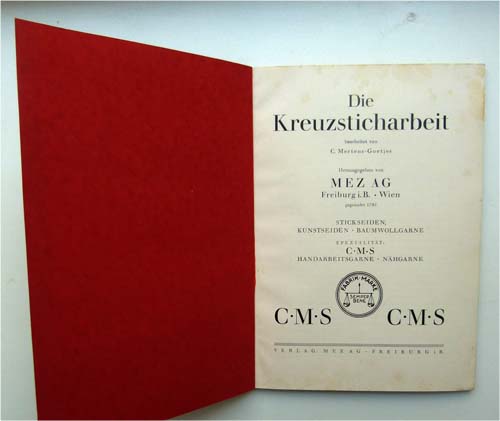 Die
Kreuzsticharbeit
bearbeitet von
C. Mertens-Goetjes
Herausgegeben von
MEZ AG
Freiburg i. B. • Wien
gegründet 1785
STICKSEIDEN,
KUNSTSEIDEN · BAUMWOLLGARNE
SPEZIALITÄT:
C·M·S
HANDARBEITSGARNE · NÄHGARNE
FABRIK-MARKE
SEMPER
BENE
C·M·S C·M·S
VERLAG: MEZ AG · FREIBURG i B